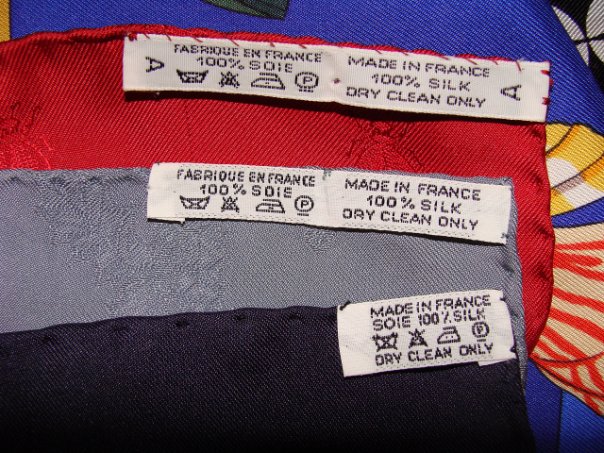 FABRIQUE EN FRANCE
100% SOIE
A
MADE IN FRANCE
100% SILK
DRY CLEAN ONLY
A
P
FABRIQUE EN FRANCE
100% SOIE
P
MADE IN FRANCE
100% SILK
DRY CLEAN ONLY
MADE IN FRANCE
SOIE 100% SILK
P
DRY CLEAN ONLY